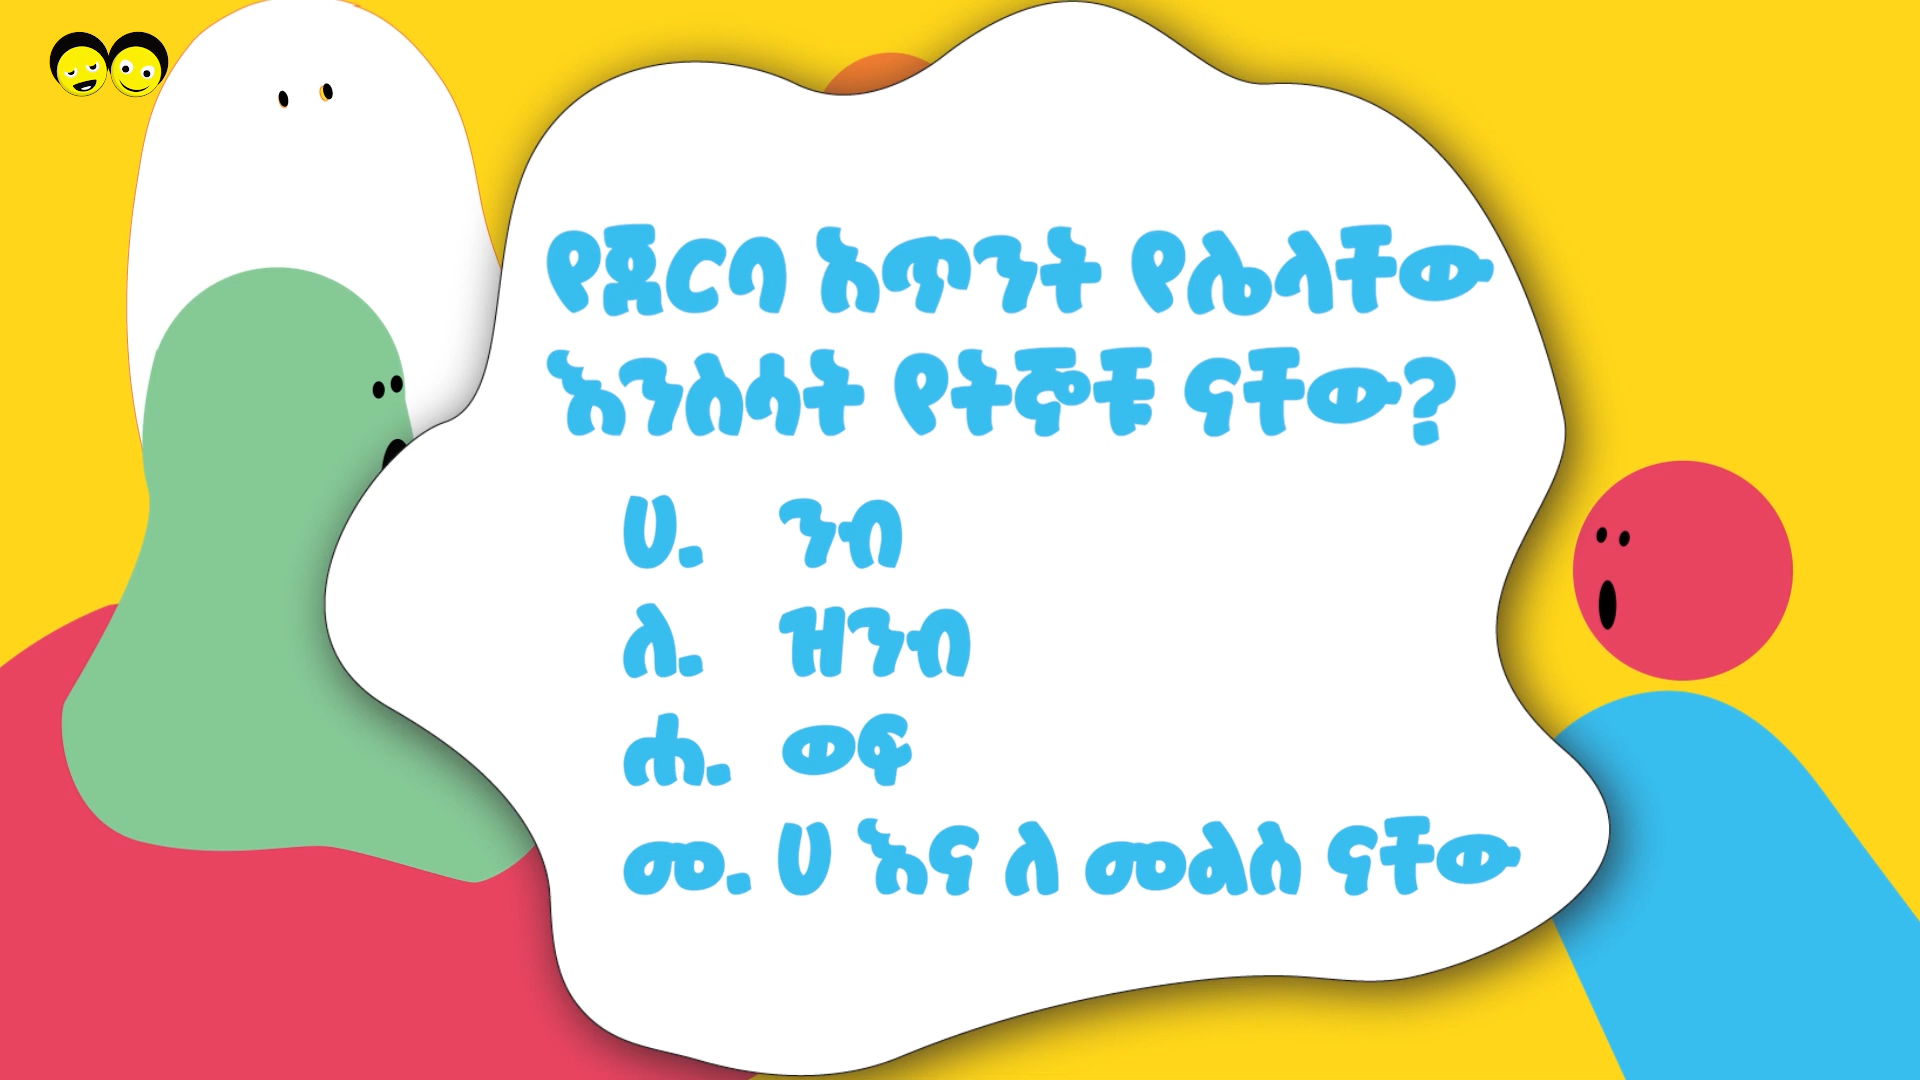 የጀርባ አጥንት የሌላቸው
እንስሳት የትኞቹ ናቸው?
ሀ. ንብ
ለ. ዝንብ
ሐ. ወፍ
መ. ሀ እና ለ መልስ ናቸው